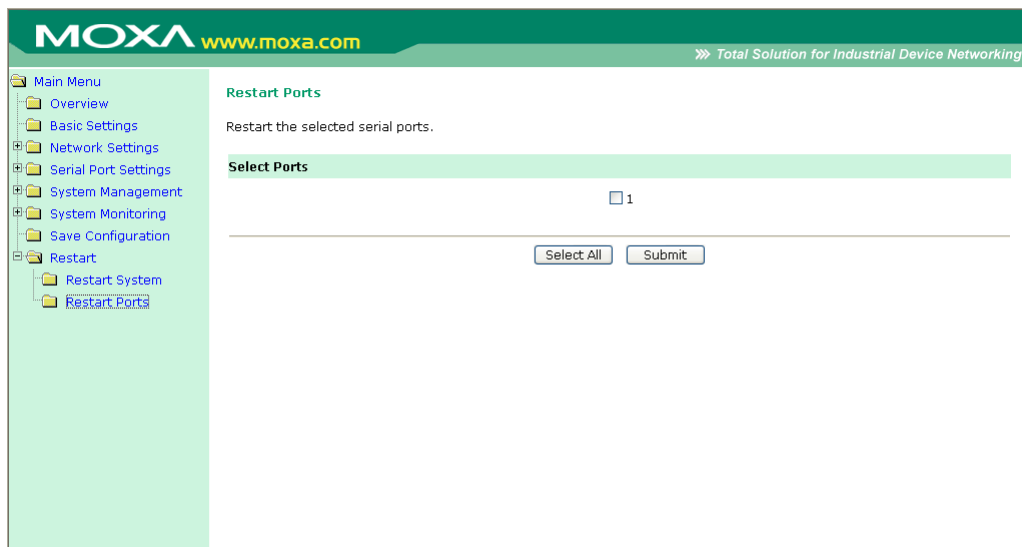 MOXA www.moxa.com
Total Solution for Industrial Device Networking
Main Menu
Overview
Basic Settings
Network Settings
Serial Port Settings
System Management
System Monitoring
Save Configuration
Restart
Restart System
Restart Ports
Restart Ports
Restart the selected serial ports.
Select Ports
1
Select All Submit